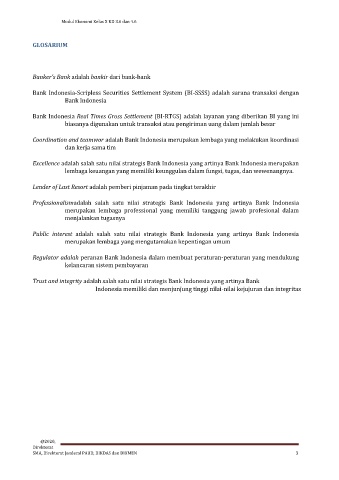 Modul Ekonomi Kelas X KD 3.6 dan 4.6
GLOSARIUM
Banker's Bank adalah bankir dari bank-bank
Bank Indonesia-Scripless Securities Settlement System (BI-SSSS) adalah sarana transaksi dengan
Bank Indonesia
Bank Indonesia Real Times Gross Settlement (BI-RTGS) adalah layanan yang diberikan BI yang ini
biasanya digunakan untuk transaksi atau pengiriman uang dalam jumlah besar
Coordination and teamwor adalah Bank Indonesia merupakan lembaga yang melakukan koordinasi
dan kerja sama tim
Excellence adalah salah satu nilai strategis Bank Indonesia yang artinya Bank Indonesia merupakan
lembaga keuangan yang memiliki keunggulan dalam fungsi, tugas, dan wewenangnya.
Lender of Last Resort adalah pemberi pinjaman pada tingkat terakhir
Professionalismadalah salah satu nilai strategis Bank Indonesia yang artinya Bank Indonesia
merupakan lembaga professional yang memiliki tanggung jawab profesional dalam
menjalankan tugasnya
Public interest adalah salah satu nilai strategis Bank Indonesia yang artinya Bank Indonesia
merupakan lembaga yang mengutamakan kepentingan umum
Regulator adalah peranan Bank Indonesia dalam membuat peraturan-peraturan yang mendukung
kelancaran sistem pembayaran
Trust and integrity adalah salah satu nilai strategis Bank Indonesia yang artinya Bank
Indonesia memiliki dan menjunjung tinggi nilai-nilai kejujuran dan integritas
@2020,
Direktorat
SMA, Direktorat Jenderal PAUD, DIKDAS dan DIKMEN 3